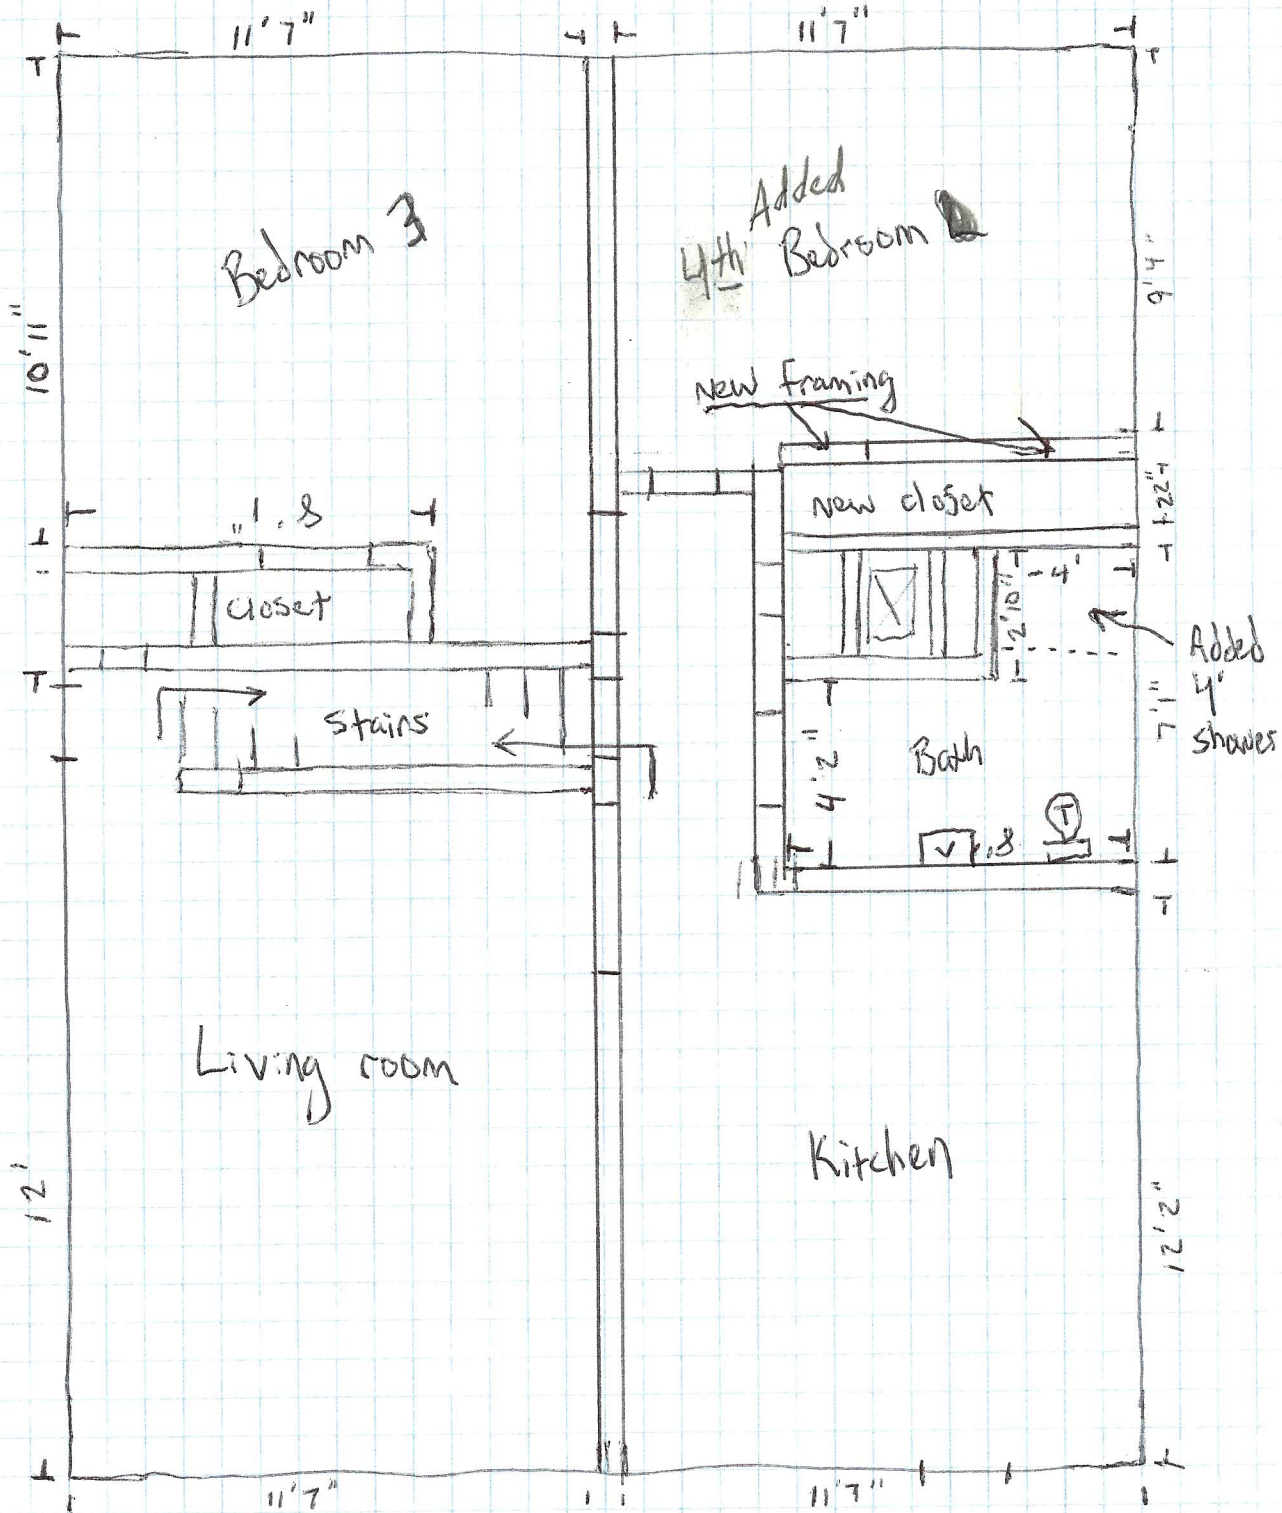 11'7"
11'7"
Added
4th Bedroom
Bedroom 3
10'11"
9'4"
New framing
8'1"
22"
New closet
closet
4'
2'10"
Added
4'
shower
7'1"
Stairs
4'2"
Bath
V
8'
T
Living room
Kitchen
12'
12'2"
11'7"
11'7"